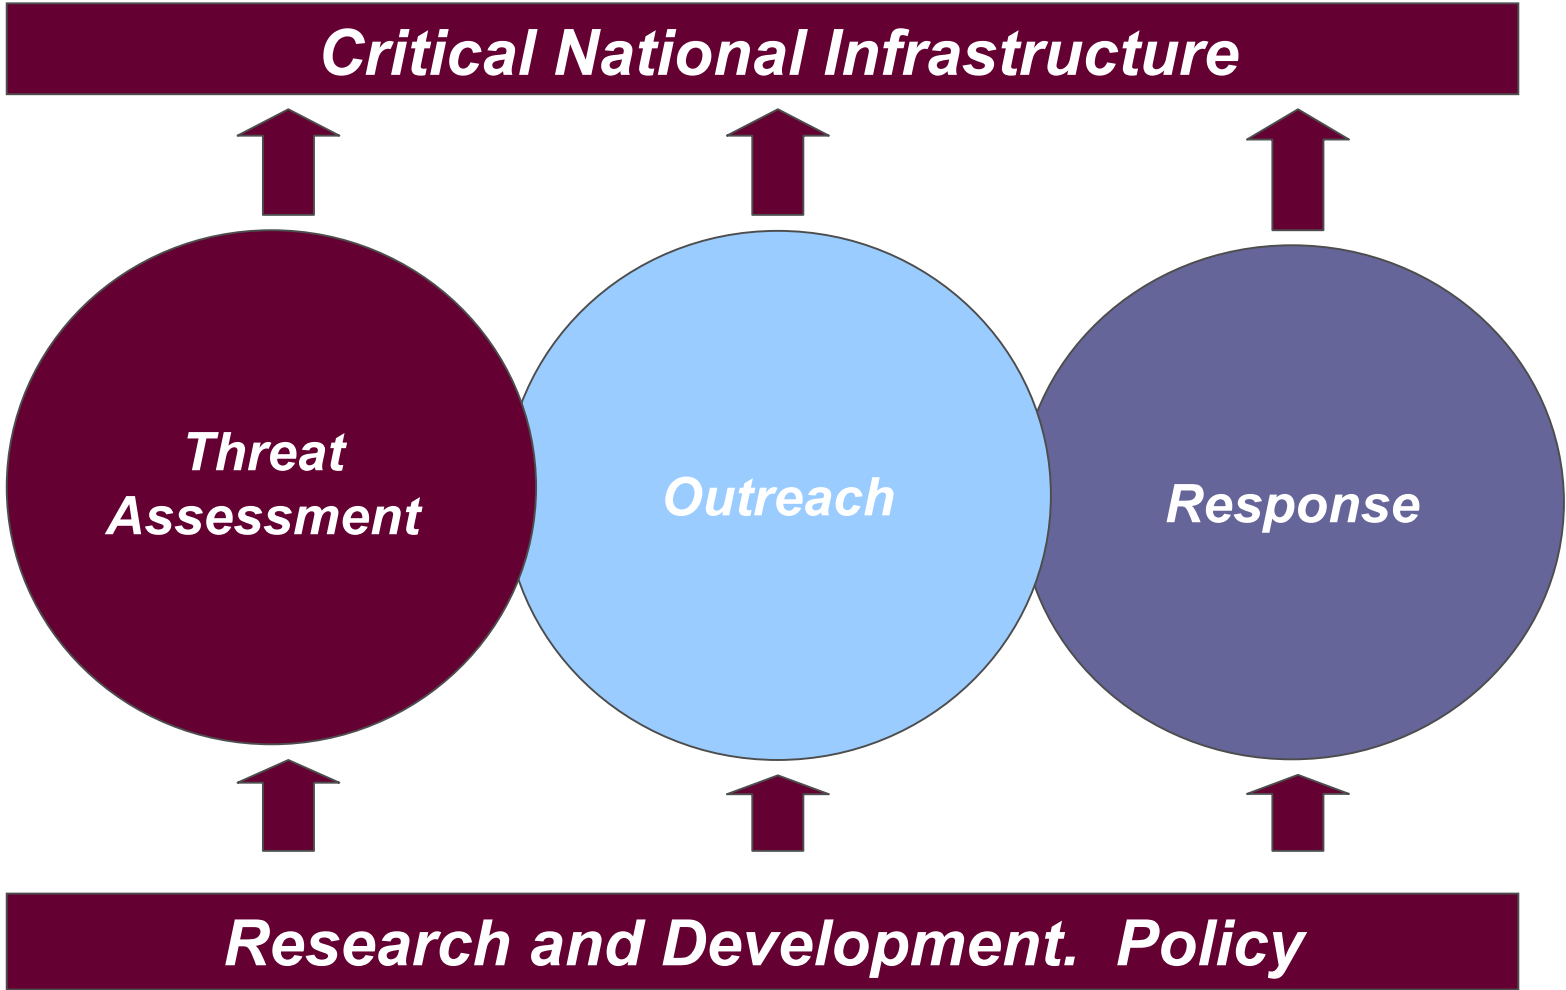 Critical National Infrastructure
Threat
Assessment
Outreach
Response
Research and Development.  Policy